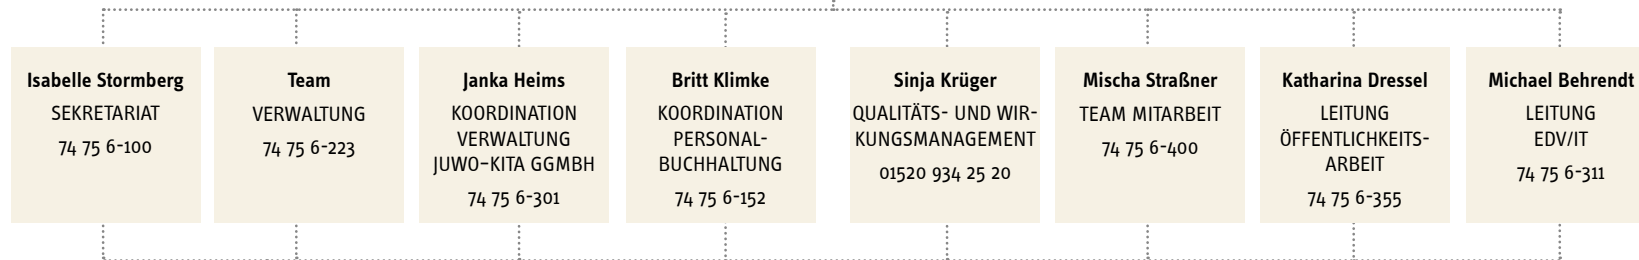 Isabelle Stormberg
SEKRETARIAT
74 75 6-100
Team
VERWALTUNG
74 75 6-223
Janka Heims
KOORDINATION
VERWALTUNG
JUWO-KITA GGMBH
74 75 6-301
Britt Klimke
KOORDINATION
PERSONAL-
BUCHHALTUNG
74 75 6-152
Sinja Krüger
QUALITÄTS- UND WIR-
KUNGSMANAGEMENT
01520 934 25 20
Mischa Straßner
TEAM MITARBEIT
74 75 6-400
Katharina Dressel
LEITUNG
ÖFFENTLICHKEITS-
ARBEIT
74 75 6-355
Michael Behrendt
LEITUNG
EDV/IT
74 75 6-311